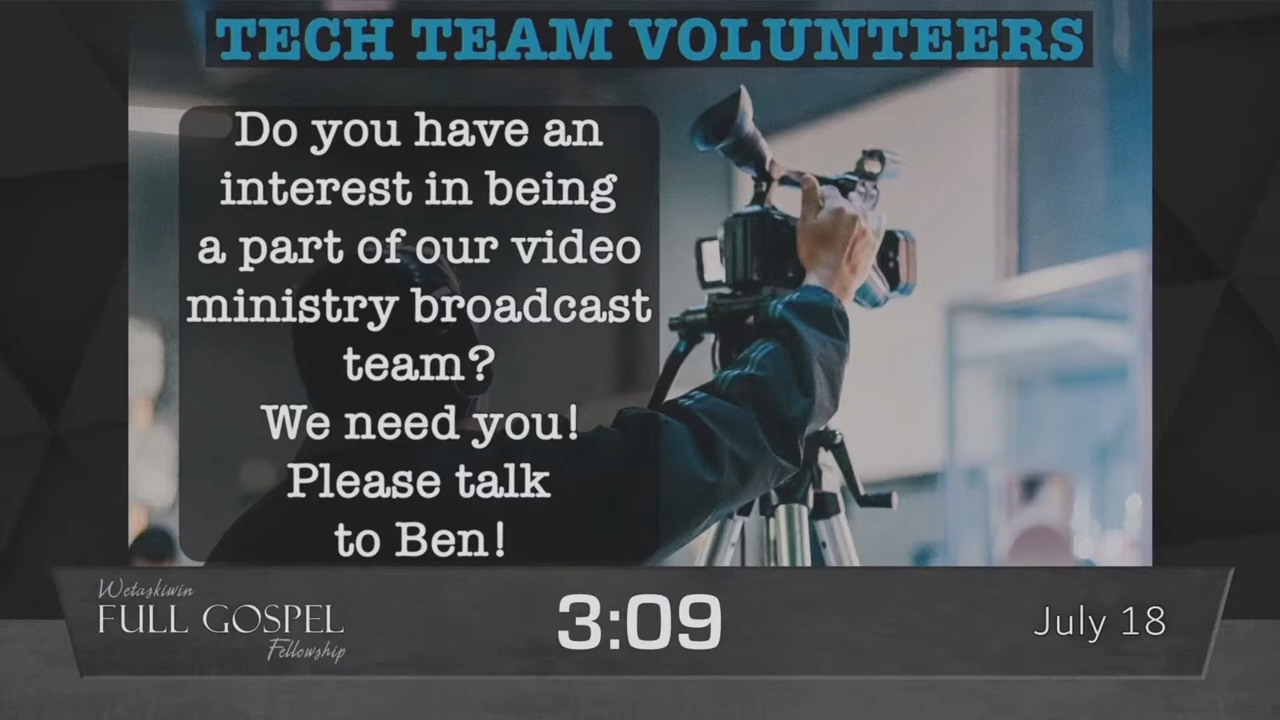 TECH TEAM VOLUNTEERS
Do you have an
interest in being
a part of our video
ministry broadcast
team?
We need you!
Please talk
to Ben!
Wetaskiwin
FULL GOSPEL
Fellowship
3:09
July 18